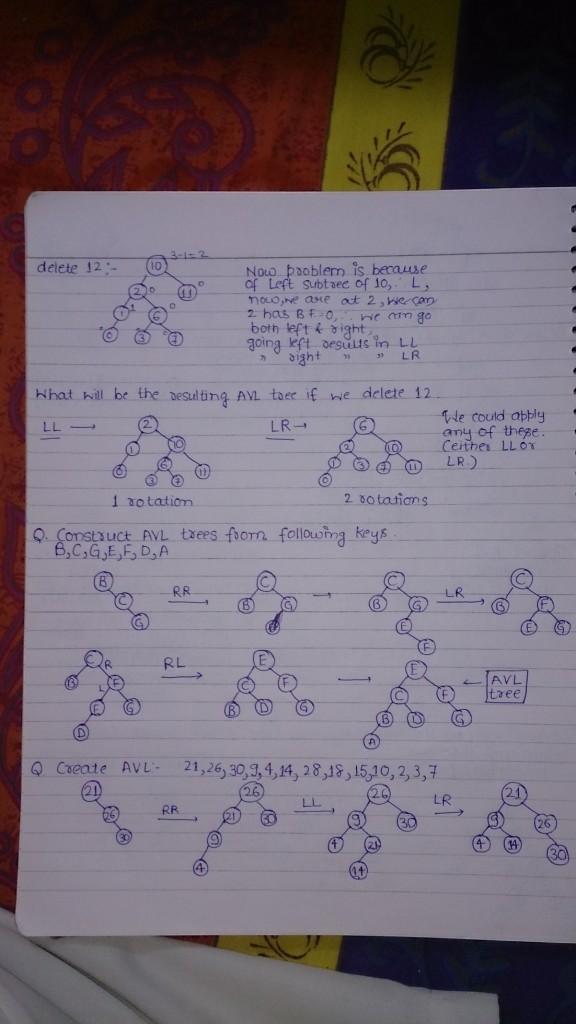 3-1=2
delete 12:- 10
2 0 11 0
1 1 6 0
0 0 3 0 7 0
Now problem is because
of Left subtree of 10, ∴ L,
now, we are at 2, we can
2 has BF=0, ∴ we can go
both left & right,
going left results in LL
" right " " LR
What will be the resulting AVL tree if we delete 12.
LL → 2
1 10
0 6 11
3 7
1 rotation
LR → 6
2 10
1 3 7 11
0
2 rotations
We could apply
any of these.
(either LL or
LR.)
Q. Construct AVL trees from following keys.
B,C,G,E,F,D,A
B
C
G
RR →
C
B G
→
C
B G
E
F
LR →
C
B F
E G
C R
B F
L E G
D
RL →
E
C F
B D G
→
E
C F
B D G
A
← AVL
tree
Q Create AVL:- 21,26,30,9,4,14,28,18,15,10,2,3,7
21
26
30
RR →
26
21 30
9
4
LL →
26
9 30
4 21
14
LR →
21
9 26
4 14 30